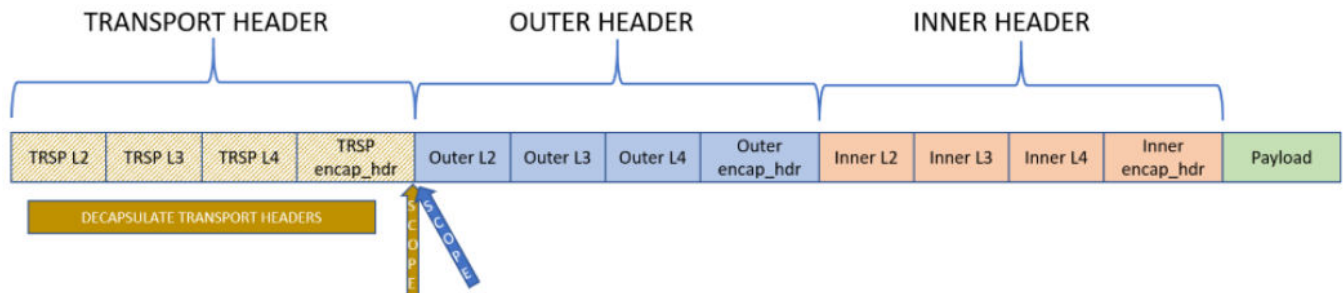 TRANSPORT HEADER
OUTER HEADER
INNER HEADER
TRSP L2
TRSP L3
TRSP L4
TRSP
encap_hdr
Outer L2
Outer L3
Outer L4
Outer
encap_hdr
Inner L2
Inner L3
Inner L4
Inner
encap_hdr
Payload
DECAPSULATE TRANSPORT HEADERS
SCOPE
SCOPE